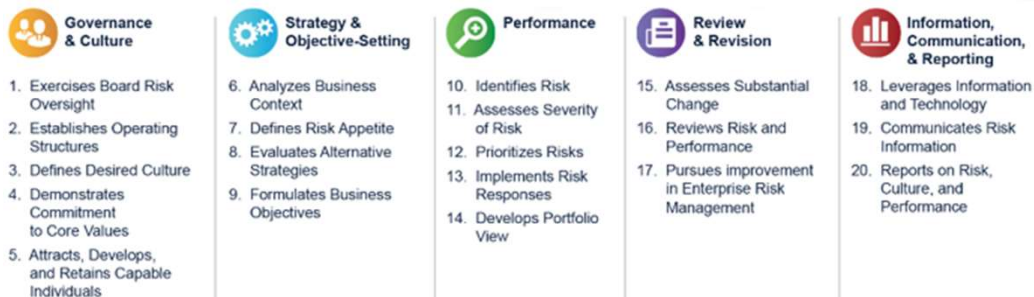 Governance
& Culture
1. Exercises Board Risk
Oversight
2. Establishes Operating
Structures
3. Defines Desired Culture
4. Demonstrates
Commitment
to Core Values
5. Attracts, Develops,
and Retains Capable
Individuals
Strategy &
Objective-Setting
6. Analyzes Business
Context
7. Defines Risk Appetite
8. Evaluates Alternative
Strategies
9. Formulates Business
Objectives
Performance
10. Identifies Risk
11. Assesses Severity
of Risk
12. Prioritizes Risks
13. Implements Risk
Responses
14. Develops Portfolio
View
Review
& Revision
15. Assesses Substantial
Change
16. Reviews Risk and
Performance
17. Pursues improvement
in Enterprise Risk
Management
Information,
Communication,
& Reporting
18. Leverages Information
and Technology
19. Communicates Risk
Information
20. Reports on Risk,
Culture, and
Performance